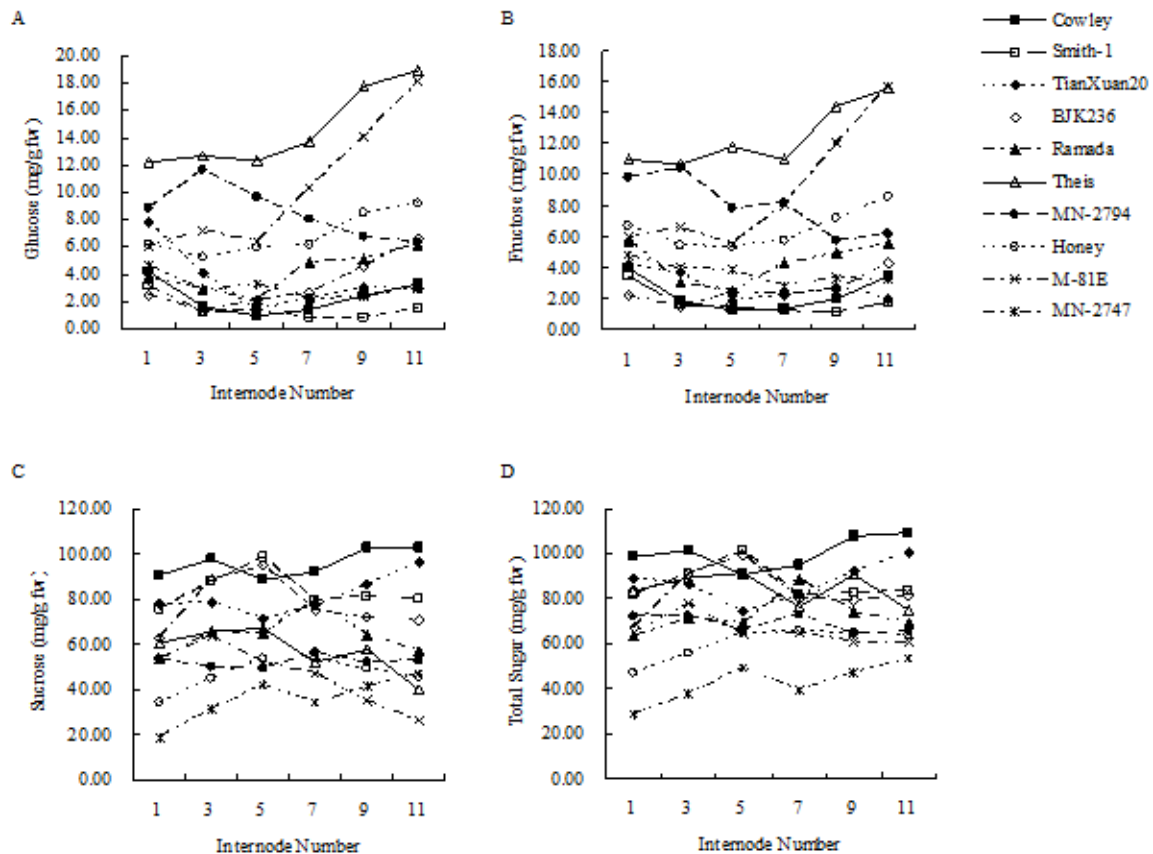 A
Glucose (mg/g fw)
20.00
18.00
16.00
14.00
12.00
10.00
8.00
6.00
4.00
2.00
0.00
1 3 5 7 9 11
Internode Number
B
Fructose (mg/g fw)
18.00
16.00
14.00
12.00
10.00
8.00
6.00
4.00
2.00
0.00
1 3 5 7 9 11
Internode Number
Cowley
Smith-1
TianXuan20
BJK236
Ramada
Theis
MN-2794
Honey
M-81E
MN-2747
C
Sucrose (mg/g fw)
120.00
100.00
80.00
60.00
40.00
20.00
0.00
1 3 5 7 9 11
Internode Number
D
Total Sugar (mg/g fw)
120.00
100.00
80.00
60.00
40.00
20.00
0.00
1 3 5 7 9 11
Internode Number